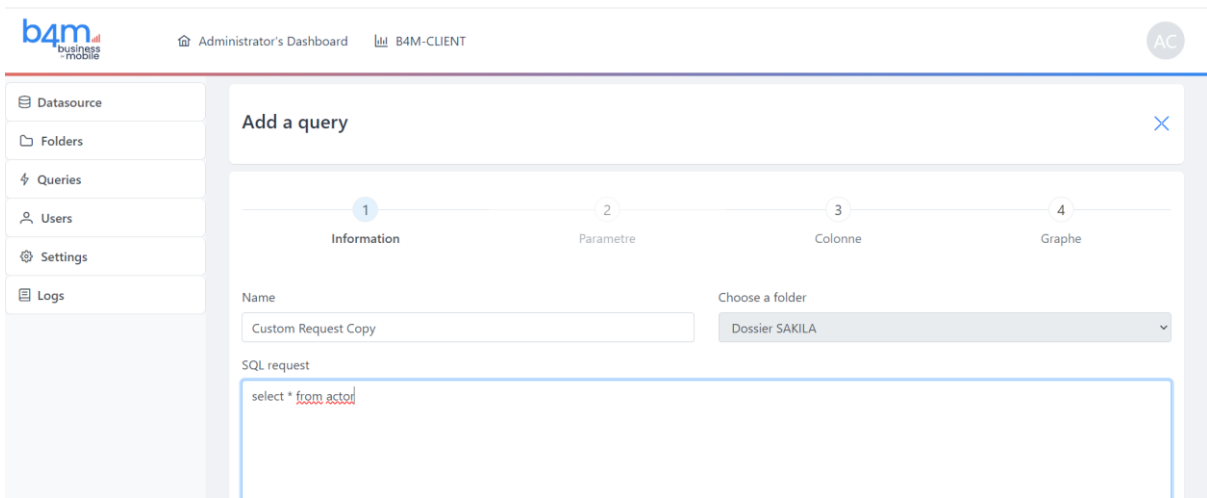 b4m
business
-mobile
Administrator's Dashboard B4M-CLIENT
AC
Datasource
Folders
Queries
Users
Settings
Logs
Add a query
1 2 3 4
Information Parametre Colonne Graphe
Name Choose a folder
Custom Request Copy Dossier SAKILA
SQL request
select * from actor